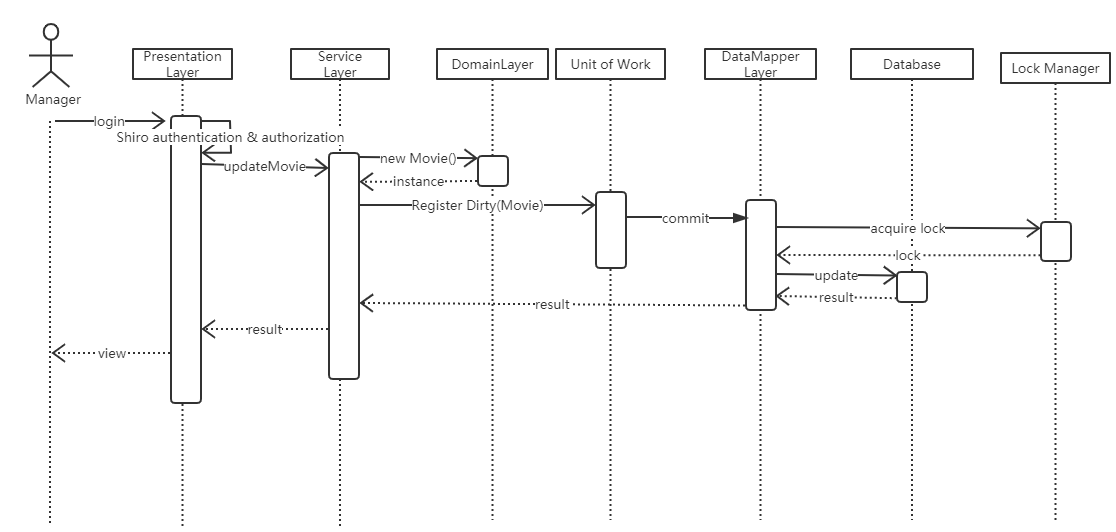 Manager
Presentation
Layer
Service
Layer
DomainLayer
Unit of Work
DataMapper
Layer
Database
Lock Manager
login
Shiro authentication & authorization
updateMovie
new Movie()
instance
Register Dirty(Movie)
commit
acquire lock
lock
update
result
result
result
view